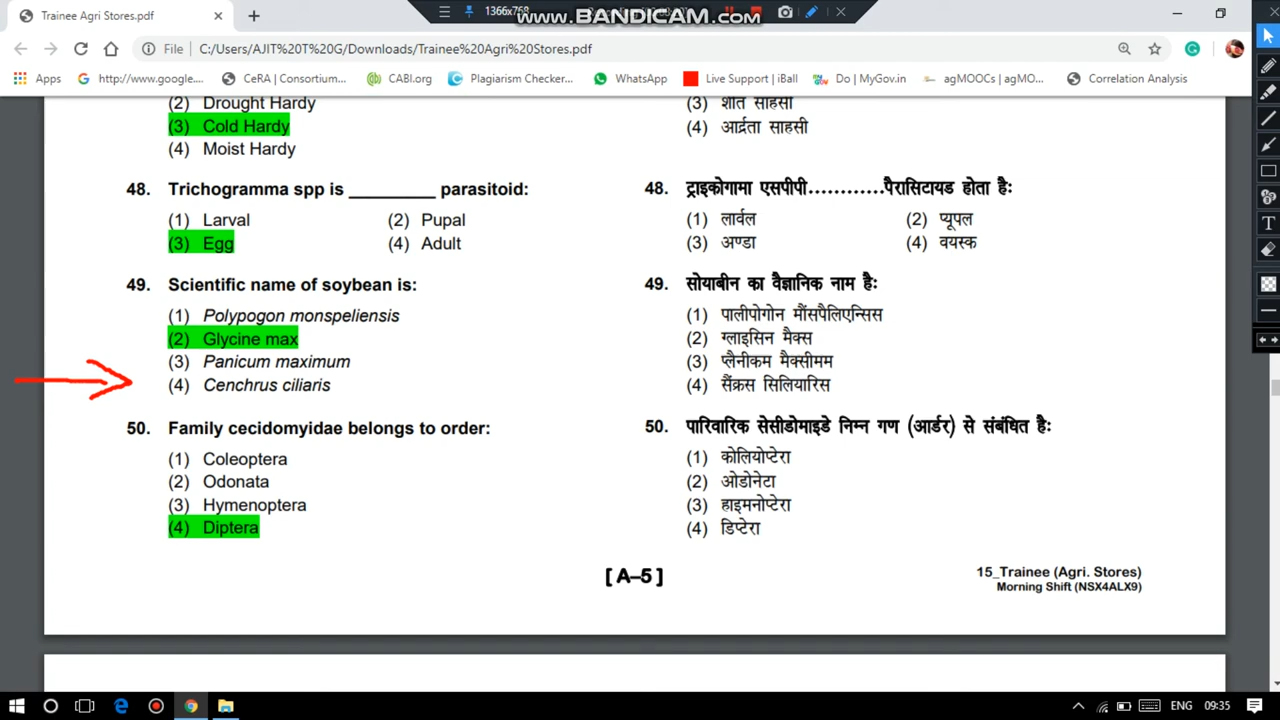 Trainee Agri Stores.pdf
1366x768
www.BANDICAM.com
File C:/Users/AJIT%20T%20G/Downloads/Trainee%20Agri%20Stores.pdf
Apps http://www.google.... CeRA | Consortium... CABI.org Plagiarism Checker... WhatsApp Live Support | iBall Do | MyGov.in agMOOCs | agMO... Correlation Analysis
(2) Drought Hardy
(3) Cold Hardy
(4) Moist Hardy
48. Trichogramma spp is _________ parasitoid:
(1) Larval (2) Pupal
(3) Egg (4) Adult
49. Scientific name of soybean is:
(1) Polypogon monspeliensis
(2) Glycine max
(3) Panicum maximum
(4) Cenchrus ciliaris
50. Family cecidomyidae belongs to order:
(1) Coleoptera
(2) Odonata
(3) Hymenoptera
(4) Diptera
(3) शीत साहसी
(4) आर्द्रता साहसी
48. ट्राइकोगामा एसपीपी............पैरासिटायड होता है:
(1) लार्वल (2) प्यूपल
(3) अण्डा (4) वयस्क
49. सोयाबीन का वैज्ञानिक नाम है:
(1) पालीपोगोन मौंसपैलिएन्सिस
(2) ग्लाइसिन मैक्स
(3) प्लैनीकम मैक्सीमम
(4) सैंक्रस सिलियारिस
50. पारिवारिक सेसीडोमाइडे निम्न गण (आर्डर) से संबंधित है:
(1) कोलियोप्टेरा
(2) ओडोनेटा
(3) हाइमनोप्टेरा
(4) डिप्टेरा
[ A–5 ]
15_Trainee (Agri. Stores)
Morning Shift (NSX4ALX9)
ENG 09:35